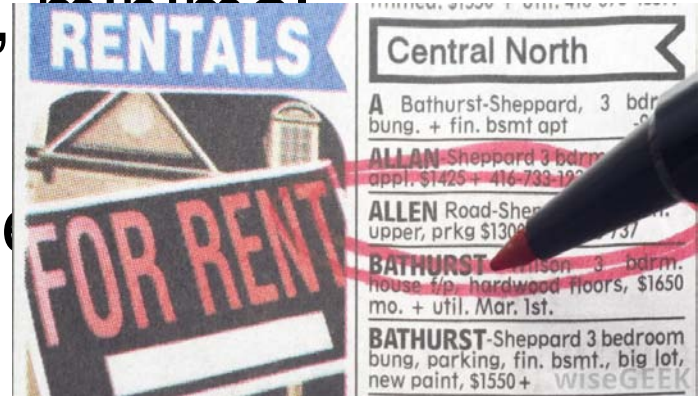 RENTALS
FOR RENT
Central North
A Bathurst-Sheppard, 3
bung. + fin. bsmt apt
ALLAN-Sheppard 3 bdrm
appl. $1425 + 416-733-
ALLEN
upper, prkg
BATHURST 3 bdrm.
house f/p, hardwood floors, $1650
mo. + util. Mar. 1st.
BATHURST-Sheppard 3 bedroom
bung, parking, fin. bsmt., big lot,
new paint, $1550+
wiseGEEK